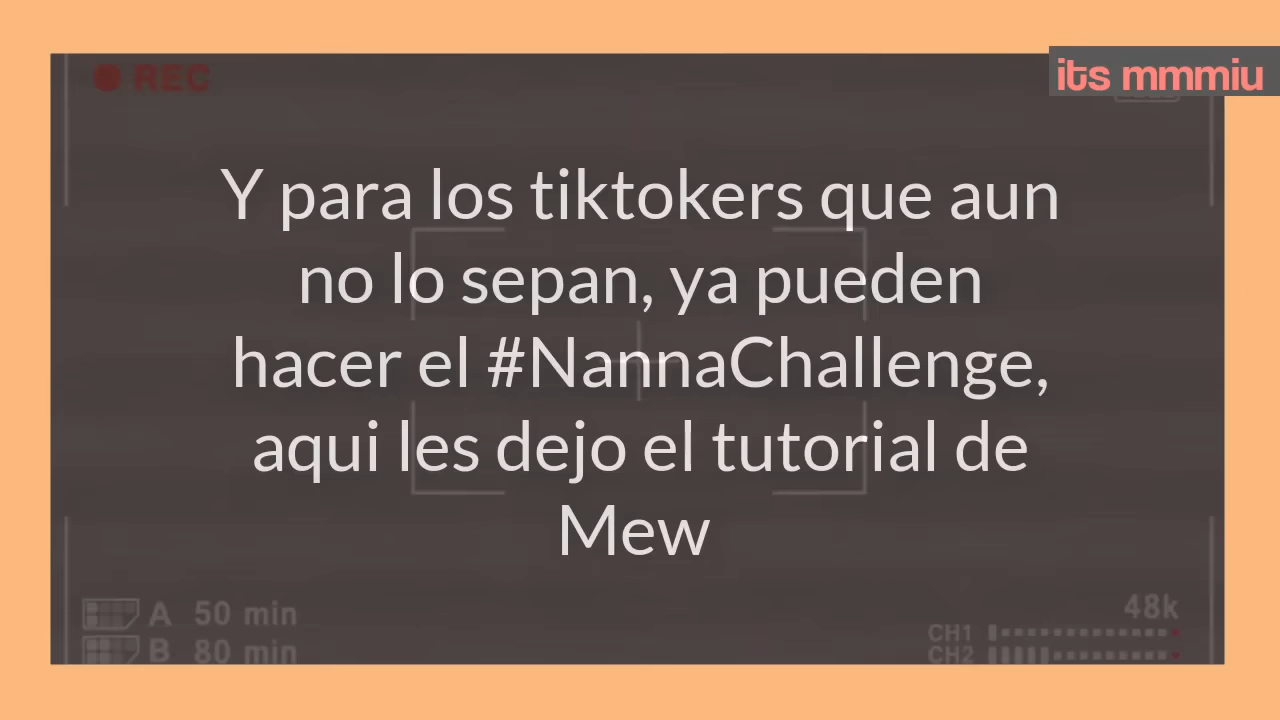 REC
its mmmiu
Y para los tiktokers que aun
no lo sepan, ya pueden
hacer el #NannaChallenge,
aqui les dejo el tutorial de
Mew
A 50 min
B 80 min
48k
CH1
CH2